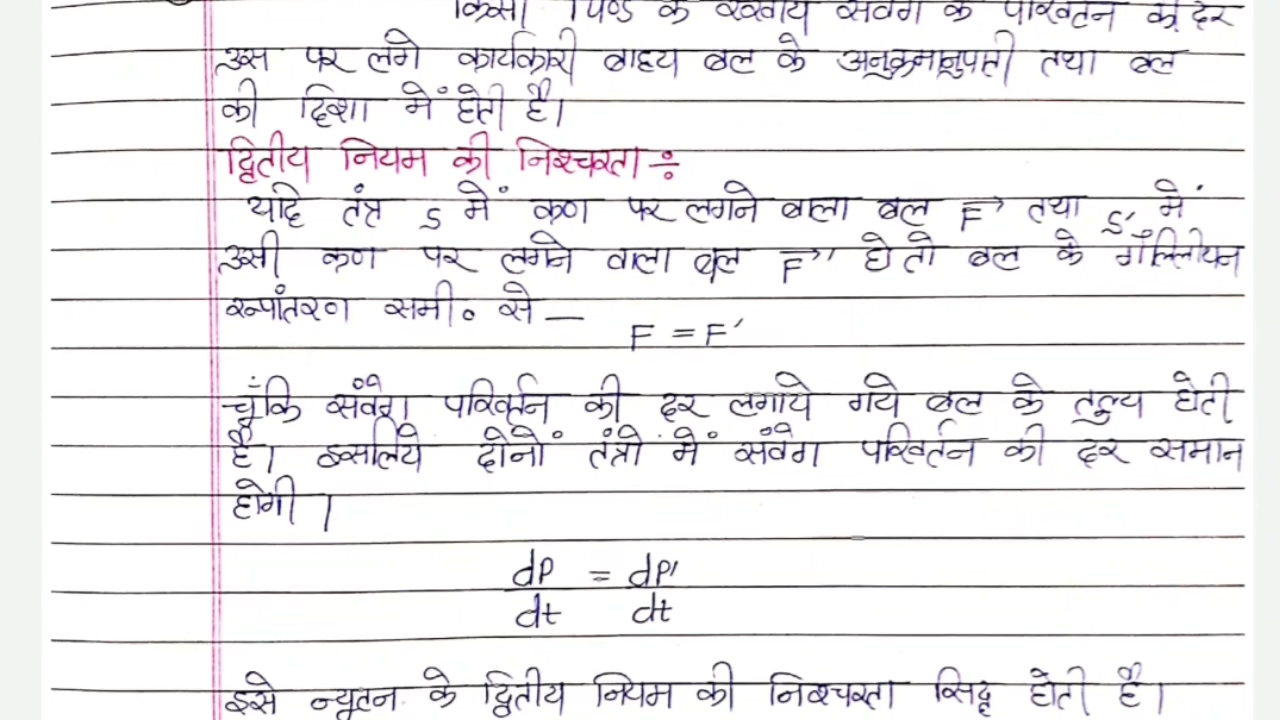 किसी पिण्ड के रेखीय संवेग के परिवर्तन की दर
उस पर लगे कार्यकारी बाह्य बल के अनुक्रमानुपाती तथा बल
की दिशा में होती है।
द्वितीय नियम की निश्चरता ÷
यदि तंत्र S में कण पर लगने वाला बल F→ तथा S' में
उसी कण पर लगने वाला बल F→' हो तो बल के गैलिलीयन
रूपांतरण समी० से —
F = F'
चूँकि संवेग परिवर्तन की दर लगाये गये बल के तुल्य होती
है। इसलिये दोनों तंत्रों में संवेग परिवर्तन की दर समान
होगी।
dP = dP'
dt dt
इसे न्यूटन के द्वितीय नियम की निश्चरता सिद्ध होती है।